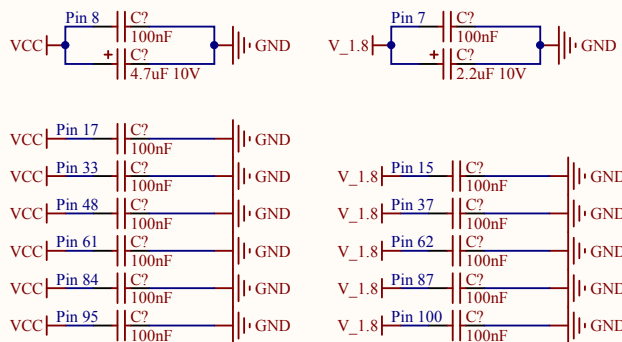 Pin 8 C? Pin 7 C?
100nF 100nF
VCC GND V_1.8 GND
+ C? + C?
4.7uF 10V 2.2uF 10V
Pin 17 C?
VCC 100nF GND
Pin 33 C? Pin 15 C?
VCC 100nF GND V_1.8 100nF GND
Pin 48 C? Pin 37 C?
VCC 100nF GND V_1.8 100nF GND
Pin 61 C? Pin 62 C?
VCC 100nF GND V_1.8 100nF GND
Pin 84 C? Pin 87 C?
VCC 100nF GND V_1.8 100nF GND
Pin 95 C? Pin 100 C?
VCC 100nF GND V_1.8 100nF GND